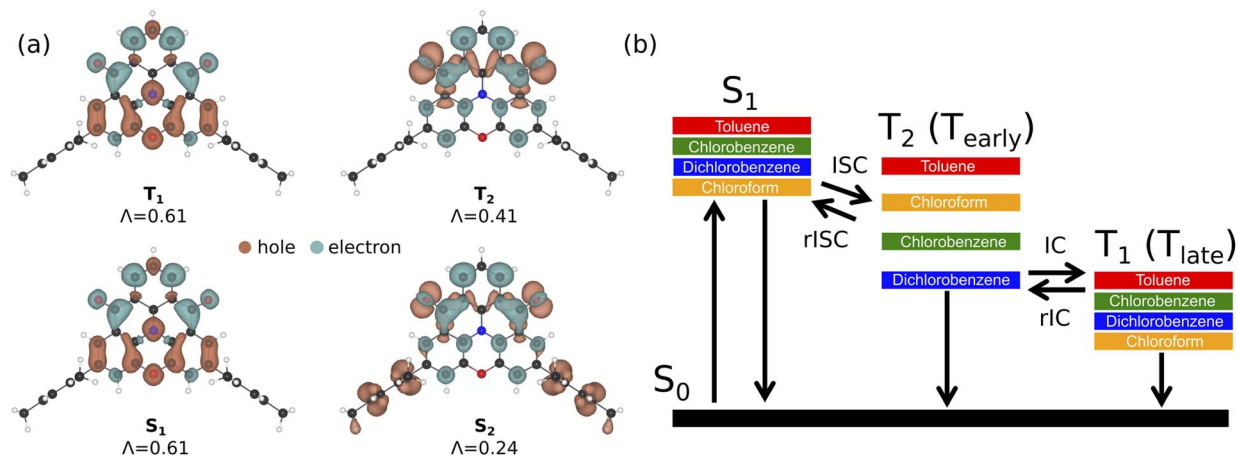 (a)
T₁
Λ=0.61
T₂
Λ=0.41
hole electron
S₁
Λ=0.61
S₂
Λ=0.24
(b)
S₁
Toluene
Chlorobenzene
Dichlorobenzene
Chloroform
ISC
rISC
T₂ (Tearly)
Toluene
Chloroform
Chlorobenzene
Dichlorobenzene
IC
rIC
T₁ (Tlate)
Toluene
Chlorobenzene
Dichlorobenzene
Chloroform
S₀